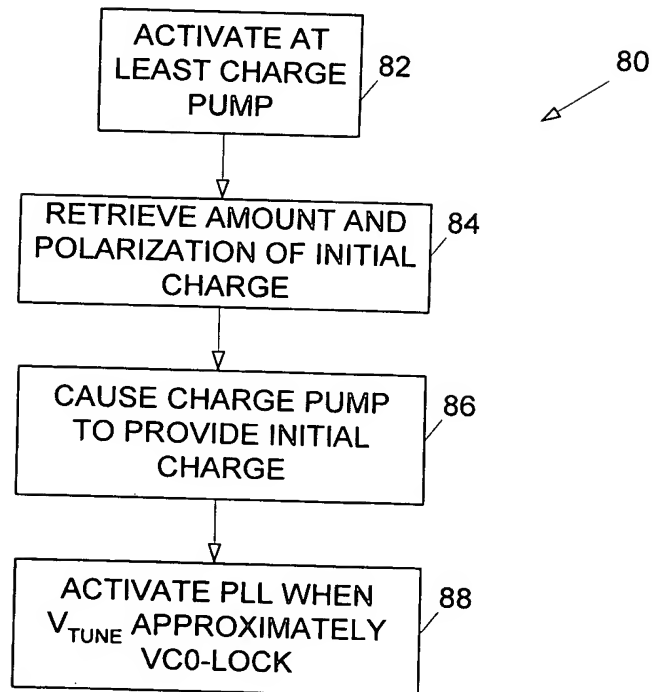 ACTIVATE AT
LEAST CHARGE
PUMP
82
80
RETRIEVE AMOUNT AND
POLARIZATION OF INITIAL
CHARGE
84
CAUSE CHARGE PUMP
TO PROVIDE INITIAL
CHARGE
86
ACTIVATE PLL WHEN
VTUNE APPROXIMATELY
VC0-LOCK
88